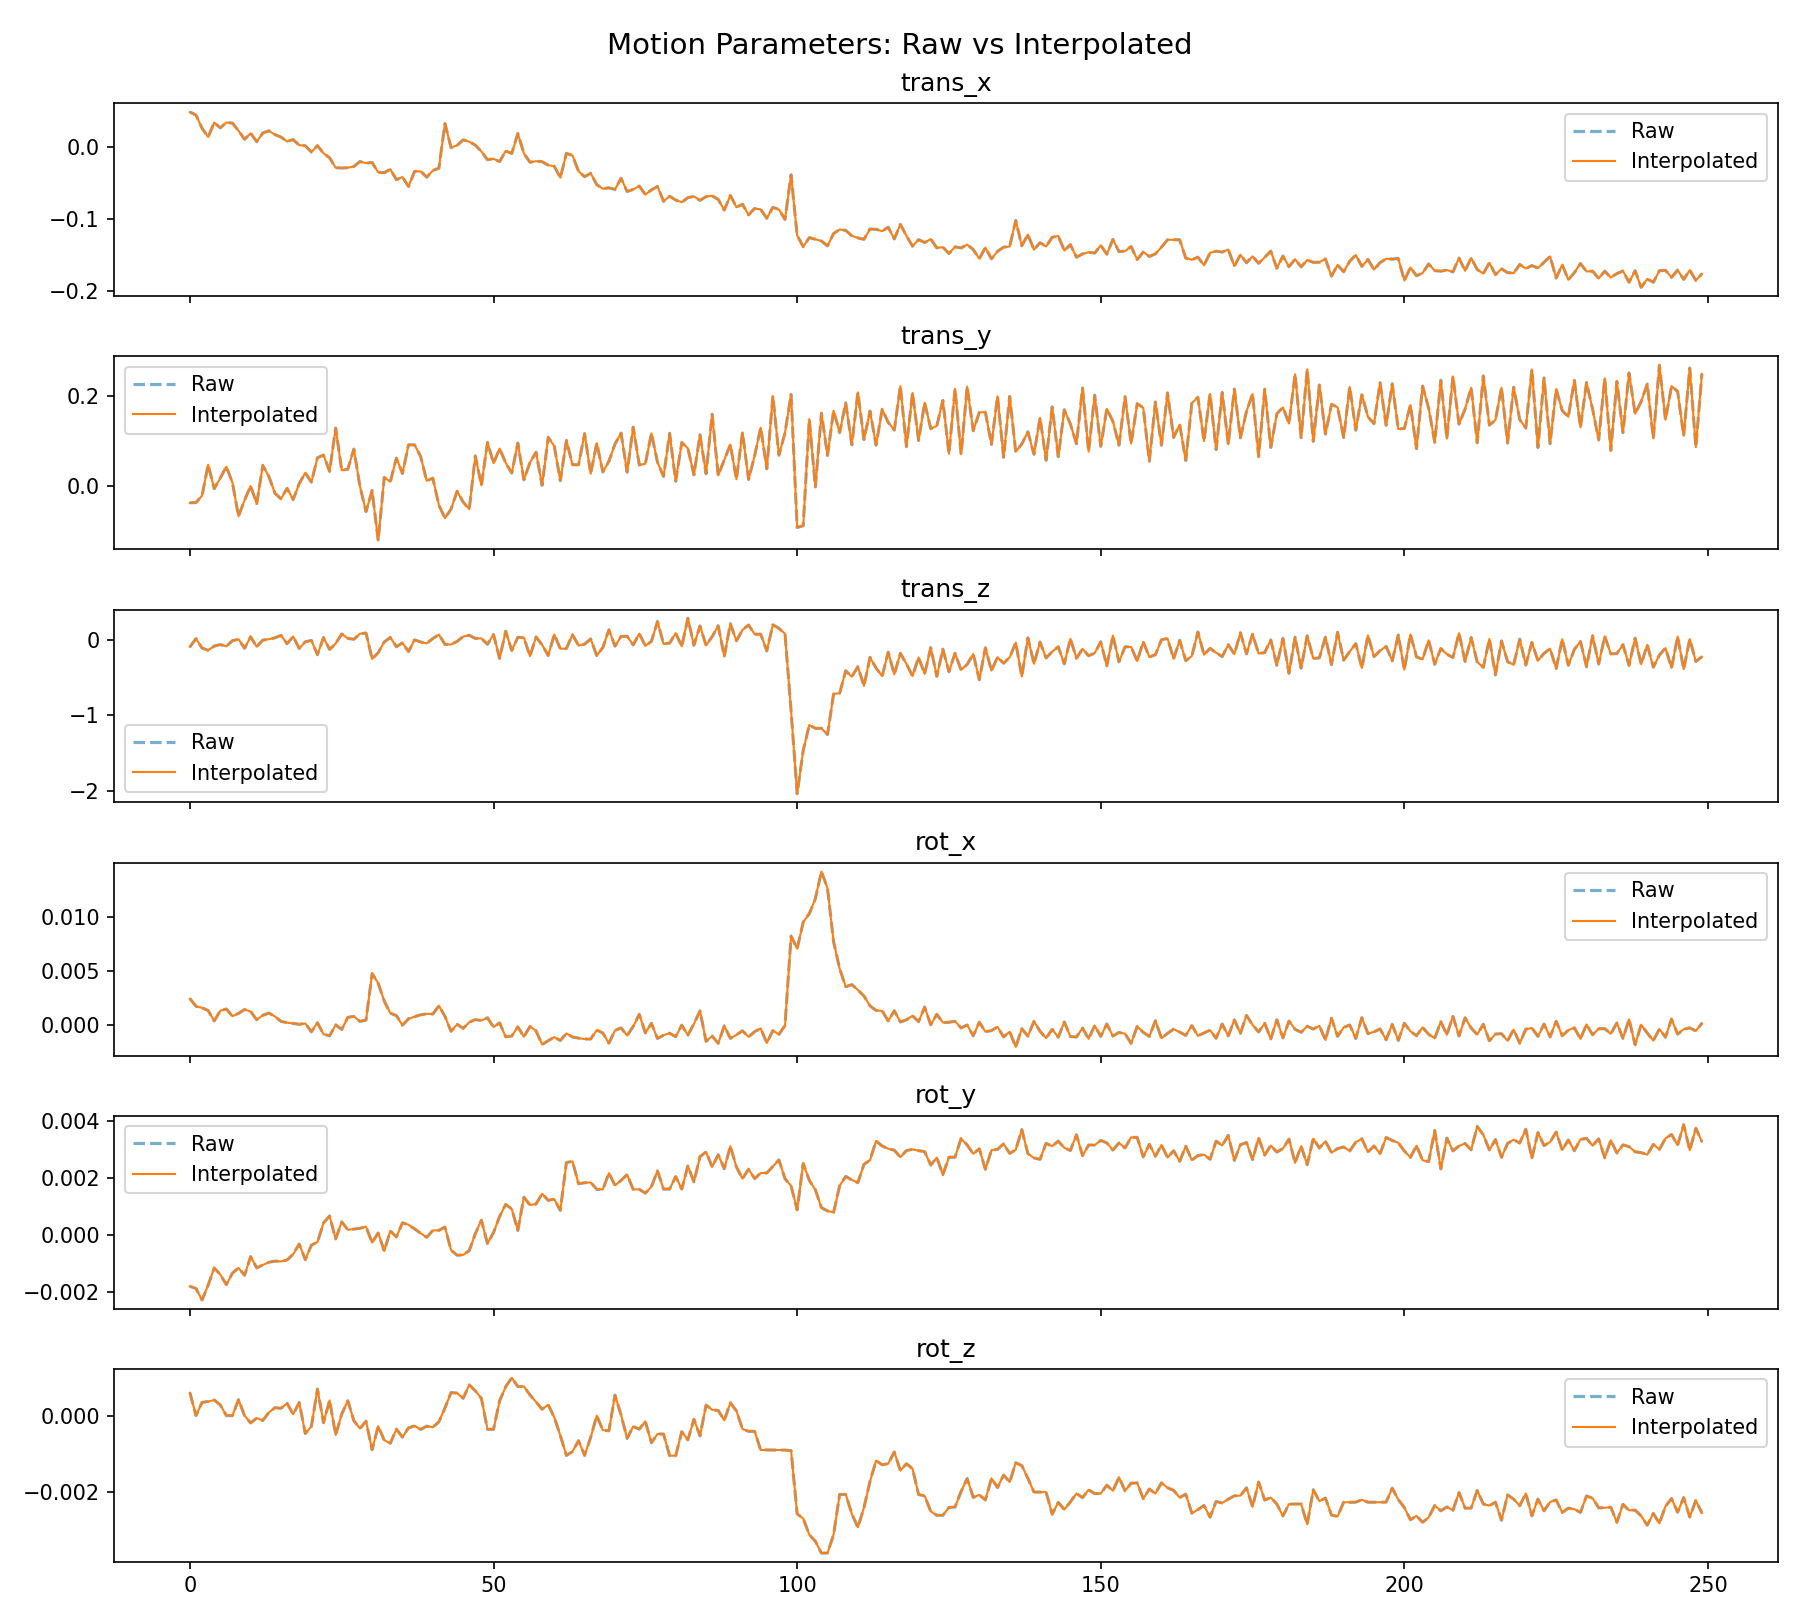 Motion Parameters: Raw vs Interpolated
trans_x
0.0
−0.1
−0.2
Raw
Interpolated
trans_y
0.2
0.0
Raw
Interpolated
trans_z
0
−1
−2
Raw
Interpolated
rot_x
0.010
0.005
0.000
Raw
Interpolated
rot_y
0.004
0.002
0.000
−0.002
Raw
Interpolated
rot_z
0.000
−0.002
Raw
Interpolated
0 50 100 150 200 250